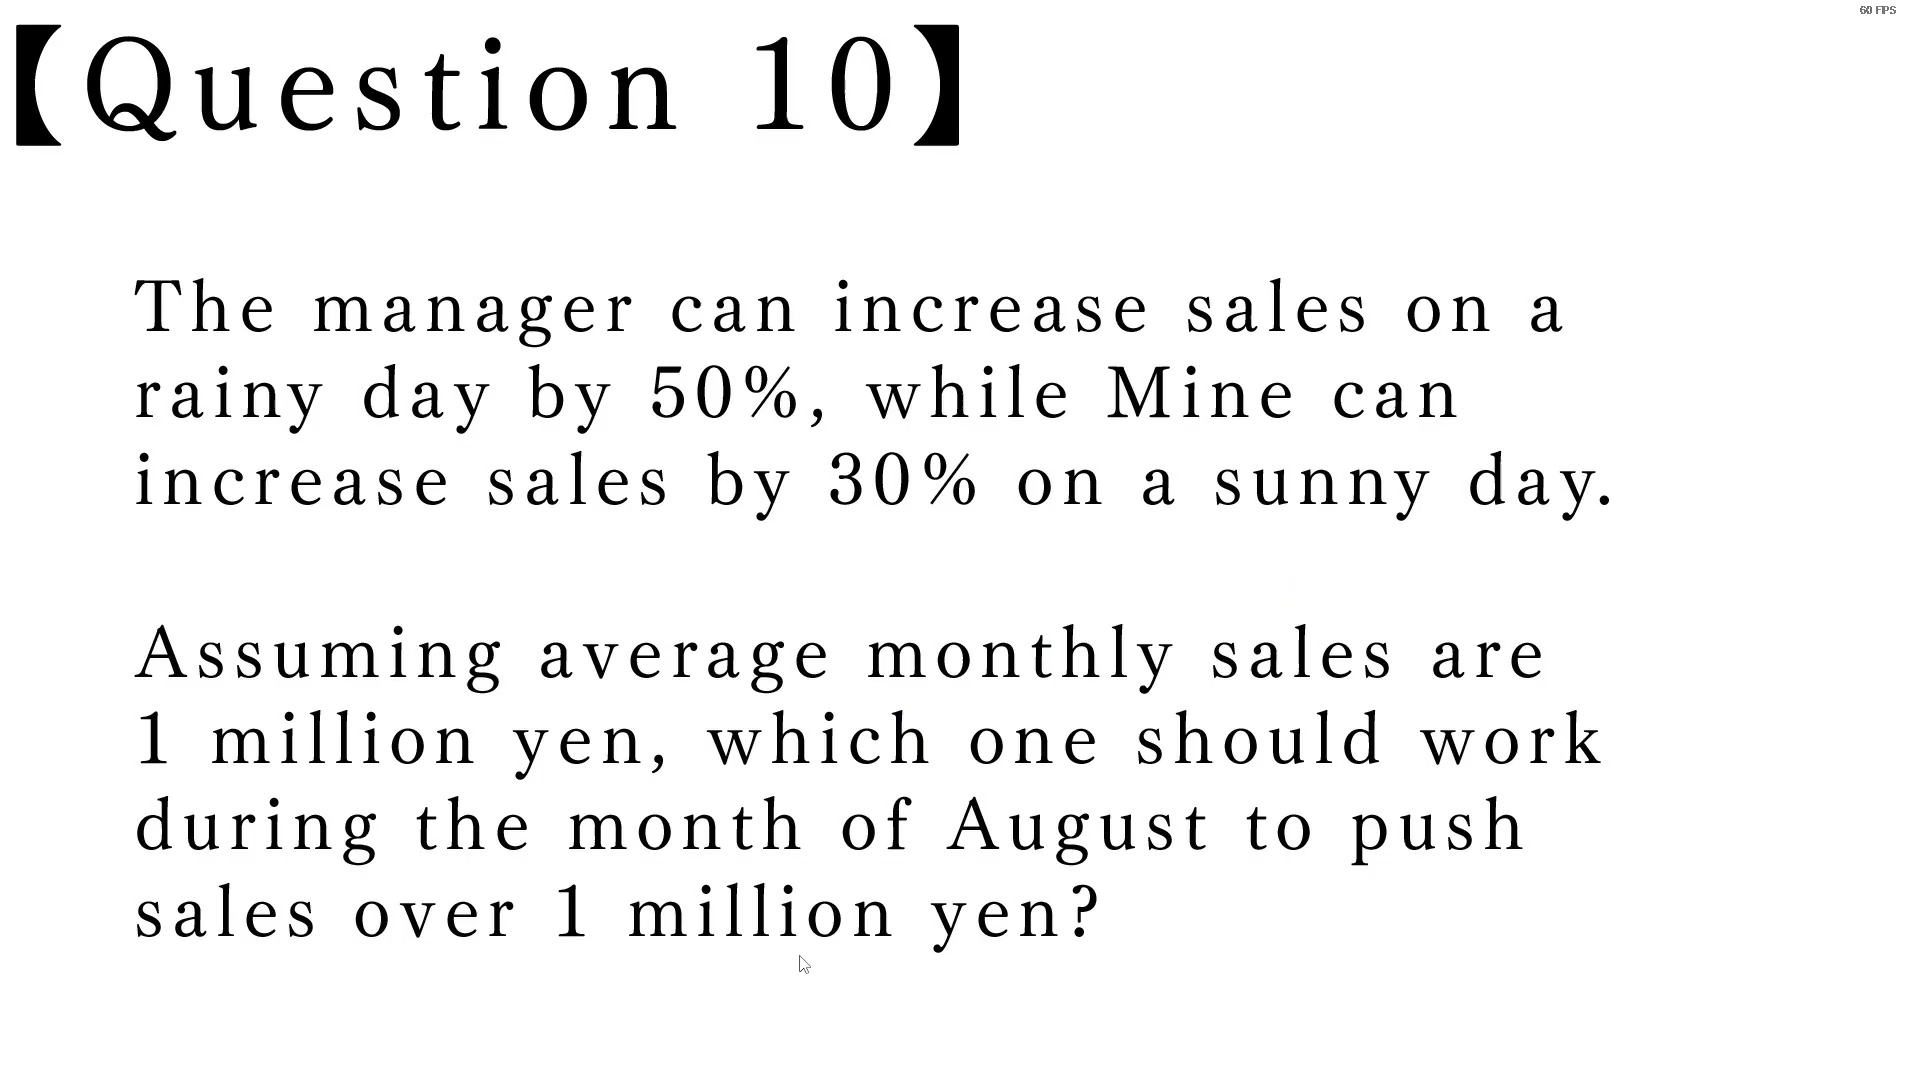 60 FPS
【Question 10】
The manager can increase sales on a
rainy day by 50%, while Mine can
increase sales by 30% on a sunny day.
Assuming average monthly sales are
1 million yen, which one should work
during the month of August to push
sales over 1 million yen?